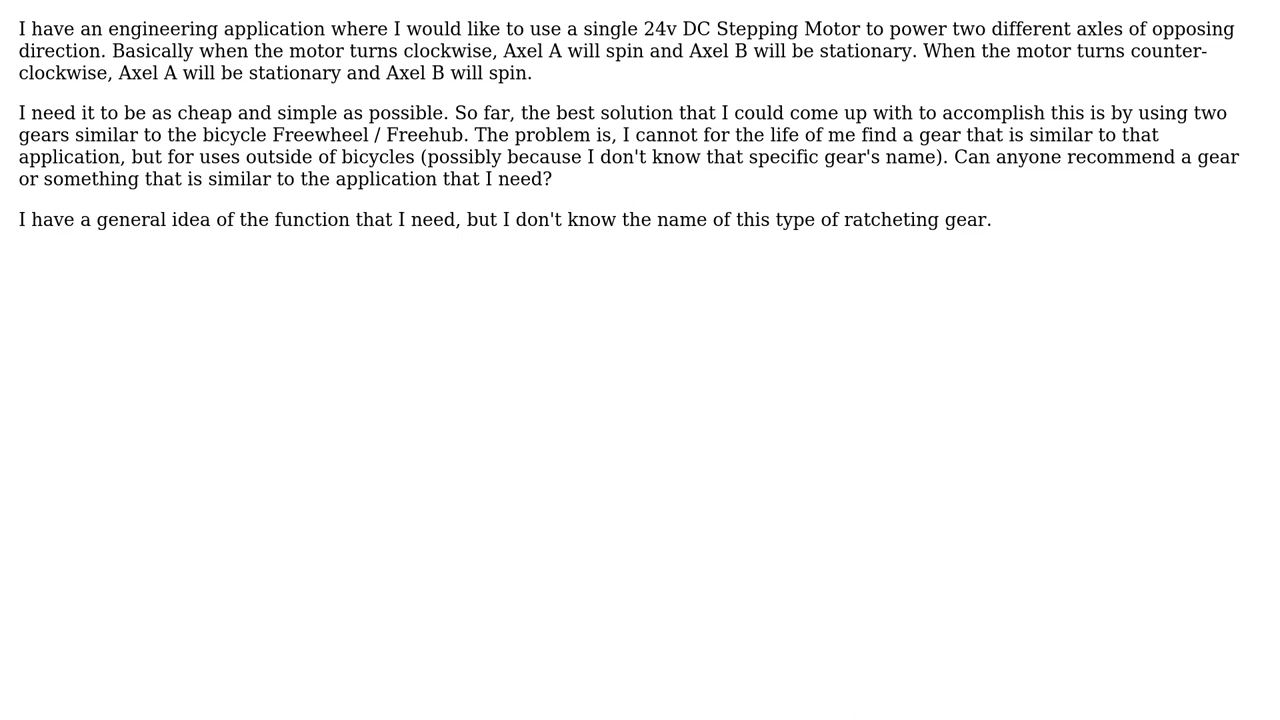 I have an engineering application where I would like to use a single 24v DC Stepping Motor to power two different axles of opposing
direction. Basically when the motor turns clockwise, Axel A will spin and Axel B will be stationary. When the motor turns counter-
clockwise, Axel A will be stationary and Axel B will spin.
I need it to be as cheap and simple as possible. So far, the best solution that I could come up with to accomplish this is by using two
gears similar to the bicycle Freewheel / Freehub. The problem is, I cannot for the life of me find a gear that is similar to that
application, but for uses outside of bicycles (possibly because I don't know that specific gear's name). Can anyone recommend a gear
or something that is similar to the application that I need?
I have a general idea of the function that I need, but I don't know the name of this type of ratcheting gear.